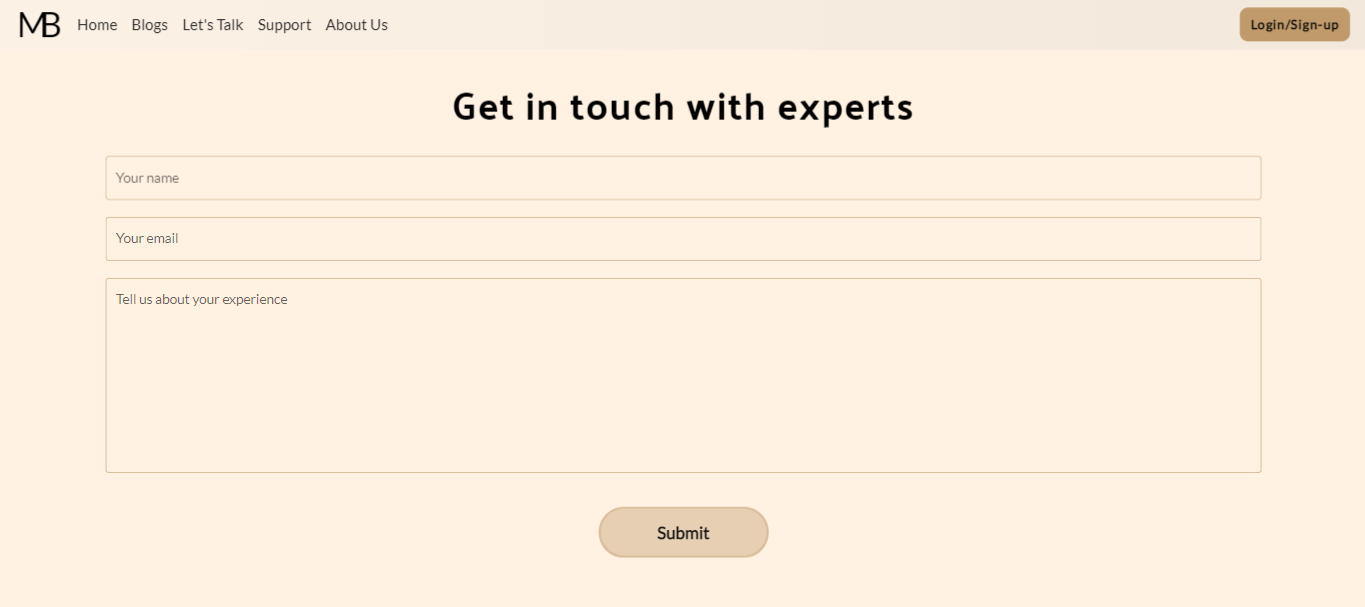 MB Home Blogs Let's Talk Support About Us Login/Sign-up
Get in touch with experts
Your name
Your email
Tell us about your experience
Submit